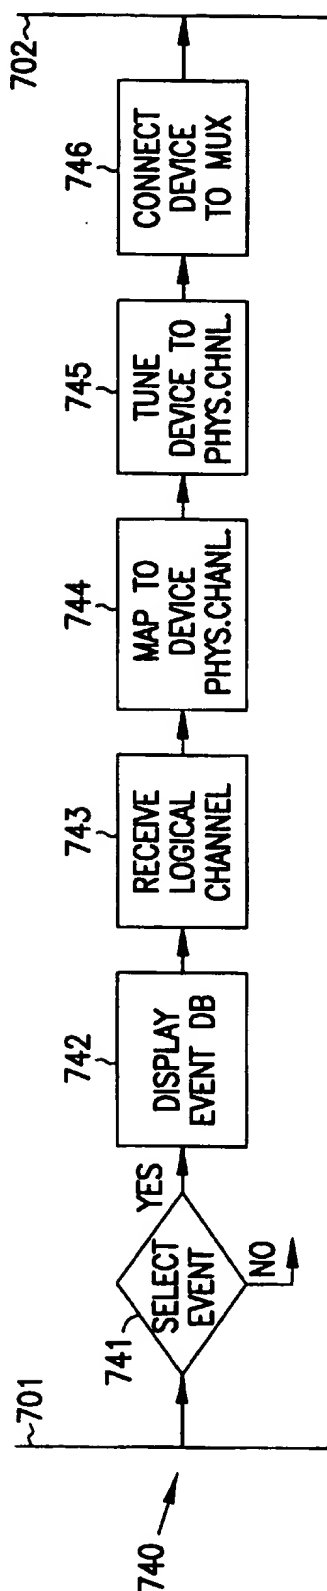 740
701
741
SELECT
EVENT
YES
NO
742
DISPLAY
EVENT DB
743
RECEIVE
LOGICAL
CHANNEL
744
MAP TO
DEVICE
PHYS.CHANL.
745
TUNE
DEVICE TO
PHYS.CHNL.
746
CONNECT
DEVICE
TO MUX
702